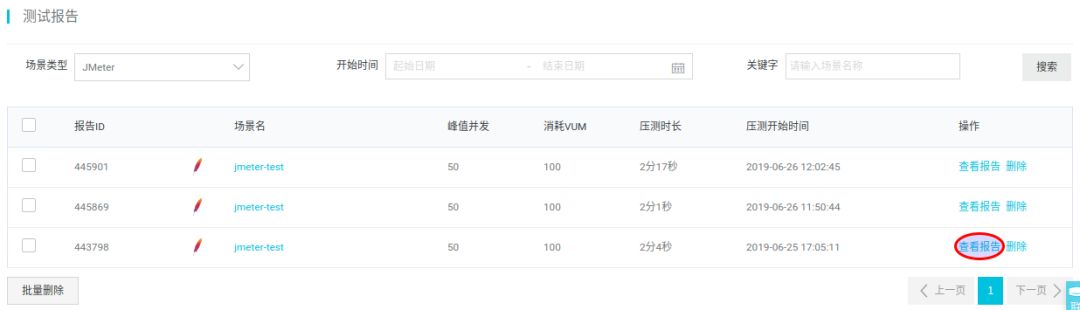 测试报告
场景类型 JMeter 开始时间 起始日期 - 结束日期 关键字 请输入场景名称 搜索
报告ID 场景名 峰值并发 消耗VUM 压测时长 压测开始时间 操作
445901 jmeter-test 50 100 2分17秒 2019-06-26 12:02:45 查看报告 删除
445869 jmeter-test 50 100 2分1秒 2019-06-26 11:50:44 查看报告 删除
443798 jmeter-test 50 100 2分4秒 2019-06-25 17:05:11 查看报告 删除
批量删除 上一页 1 下一页